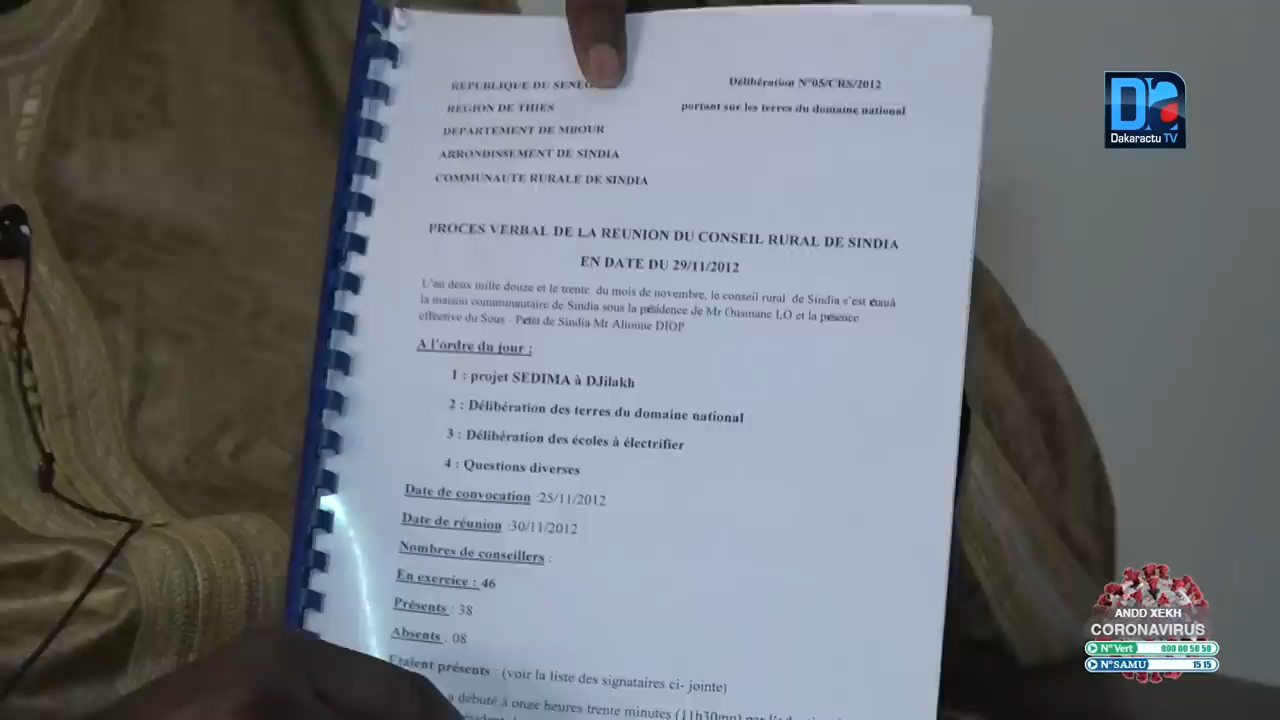 REPUBLIQUE DU SENEG
REGION DE THIES
DEPARTEMENT DE MBOUR
ARRONDISSEMENT DE SINDIA
COMMUNAUTE RURALE DE SINDIA
Délibération N°05/CRS/2012
portant sur les terres du domaine national
PROCES VERBAL DE LA REUNION DU CONSEIL RURAL DE SINDIA
EN DATE DU 29/11/2012
L'an deux mille douze et le trente du mois de novembre, le conseil rural de Sindia s'est
la maison communautaire de Sindia sous la présidence de Mr Ousmane LO et la présence
effective du Sous - Préfet de Sindia Mr Alioune DIOP
A l'ordre du jour :
1 : projet SEDIMA à DJilakh
2 : Délibération des terres du domaine national
3 : Délibération des écoles à électrifier
4 : Questions diverses
Date de convocation :25/11/2012
Date de réunion :30/11/2012
Nombres de conseillers :
En exercice : 46
Présents : 38
Absents : 08
Etaient présents : (voir la liste des signataires ci- jointe)
a débuté à onze heures trente minutes (11h30mn) par
Dakaractu TV
ANDD XEKH
CORONAVIRUS
N°Vert 800 00 50 50
N°SAMU 15 15